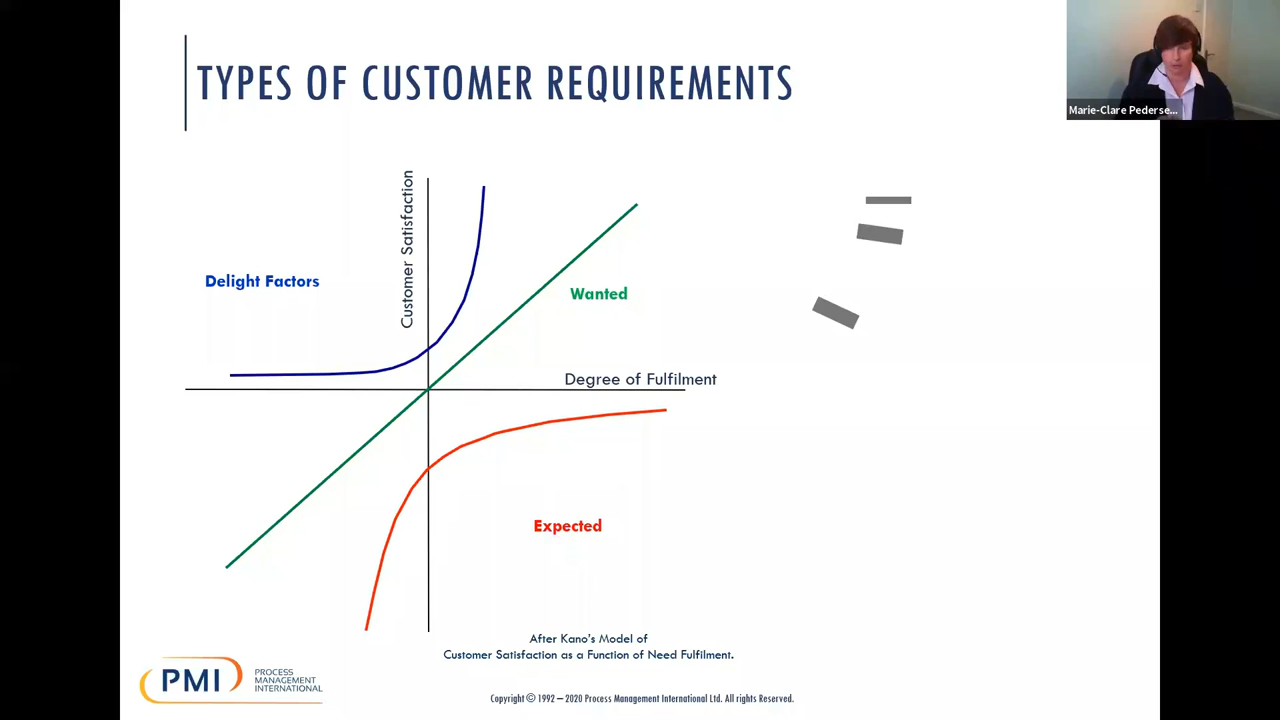 TYPES OF CUSTOMER REQUIREMENTS
Marie-Clare Pederse...
Customer Satisfaction
Delight Factors
Wanted
Degree of Fulfilment
Expected
After Kano's Model of
Customer Satisfaction as a Function of Need Fulfilment.
PMI
PROCESS
MANAGEMENT
INTERNATIONAL
Copyright © 1992 – 2020 Process Management International Ltd. All rights Reserved.